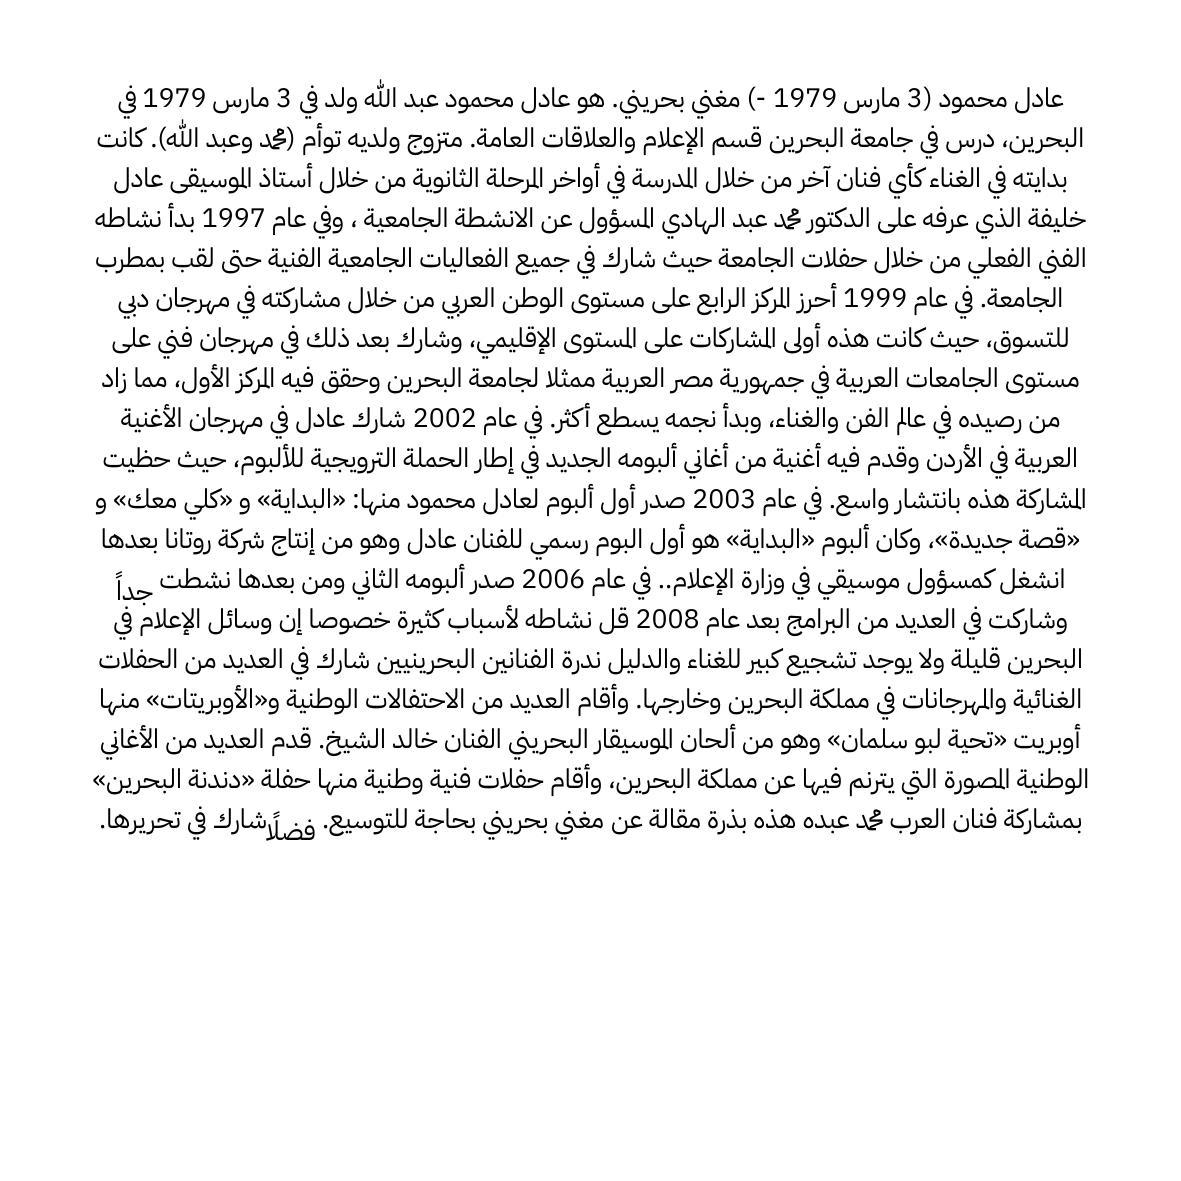 عادل محمود (3 مارس 1979 -) مغني بحريني. هو عادل محمود عبد الله ولد في 3 مارس 1979 في
البحرين، درس في جامعة البحرين قسم الإعلام والعلاقات العامة. متزوج ولديه توأم (محمد وعبد الله). كانت
بدايته في الغناء كأي فنان آخر من خلال المدرسة في أواخر المرحلة الثانوية من خلال أستاذ الموسيقى عادل
خليفة الذي عرفه على الدكتور محمد عبد الهادي المسؤول عن الانشطة الجامعية ، وفي عام 1997 بدأ نشاطه
الفني الفعلي من خلال حفلات الجامعة حيث شارك في جميع الفعاليات الجامعية الفنية حتى لقب بمطرب
الجامعة. في عام 1999 أحرز المركز الرابع على مستوى الوطن العربي من خلال مشاركته في مهرجان دبي
للتسوق، حيث كانت هذه أولى المشاركات على المستوى الإقليمي، وشارك بعد ذلك في مهرجان فني على
مستوى الجامعات العربية في جمهورية مصر العربية ممثلا لجامعة البحرين وحقق فيه المركز الأول، مما زاد
من رصيده في عالم الفن والغناء، وبدأ نجمه يسطع أكثر. في عام 2002 شارك عادل في مهرجان الأغنية
العربية في الأردن وقدم فيه أغنية من أغاني ألبومه الجديد في إطار الحملة الترويجية للألبوم، حيث حظيت
المشاركة هذه بانتشار واسع. في عام 2003 صدر أول ألبوم لعادل محمود منها: «البداية» و «كلي معك» و
«قصة جديدة»، وكان ألبوم «البداية» هو أول البوم رسمي للفنان عادل وهو من إنتاج شركة روتانا بعدها
انشغل كمسؤول موسيقي في وزارة الإعلام.. في عام 2006 صدر ألبومه الثاني ومن بعدها نشطت جداً
وشاركت في العديد من البرامج بعد عام 2008 قل نشاطه لأسباب كثيرة خصوصا إن وسائل الإعلام في
البحرين قليلة ولا يوجد تشجيع كبير للغناء والدليل ندرة الفنانين البحرينيين شارك في العديد من الحفلات
الغنائية والمهرجانات في مملكة البحرين وخارجها. وأقام العديد من الاحتفالات الوطنية و«الأوبريتات» منها
أوبريت «تحية لبو سلمان» وهو من ألحان الموسيقار البحريني الفنان خالد الشيخ. قدم العديد من الأغاني
الوطنية المصورة التي يترنم فيها عن مملكة البحرين، وأقام حفلات فنية وطنية منها حفلة «دندنة البحرين»
بمشاركة فنان العرب محمد عبده هذه بذرة مقالة عن مغني بحريني بحاجة للتوسيع. فضلًا شارك في تحريرها.